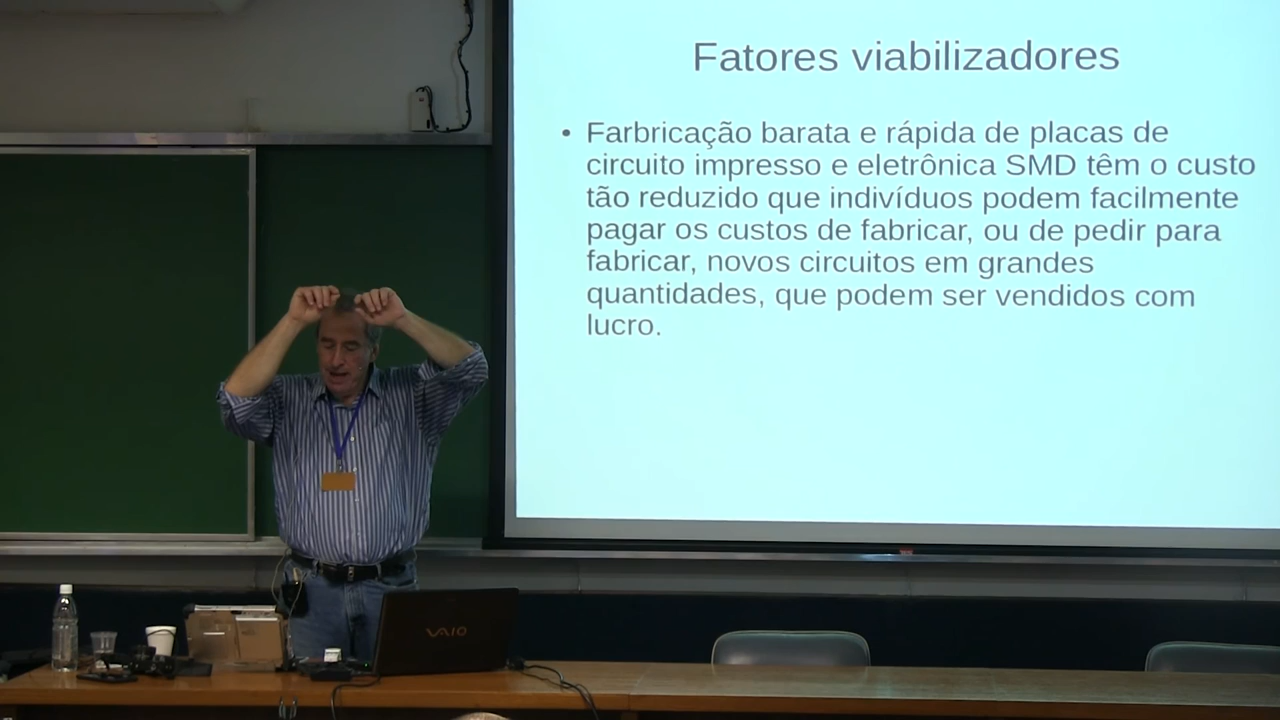 Fatores viabilizadores
• Farbricação barata e rápida de placas de
circuito impresso e eletrônica SMD têm o custo
tão reduzido que indivíduos podem facilmente
pagar os custos de fabricar, ou de pedir para
fabricar, novos circuitos em grandes
quantidades, que podem ser vendidos com
lucro.
VAIO